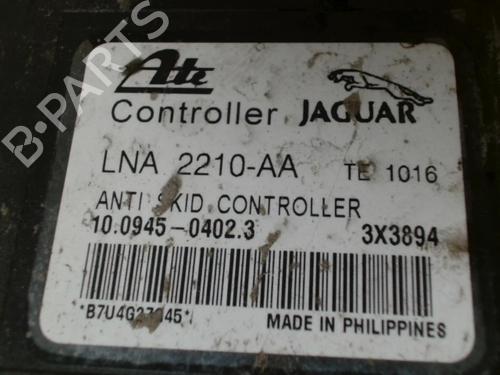 Ate
Controller JAGUAR
LNA 2210-AA TE 1016
ANTI SKID CONTROLLER
10.0945-0402.3 3X3894
MADE IN PHILIPPINES
B-PARTS